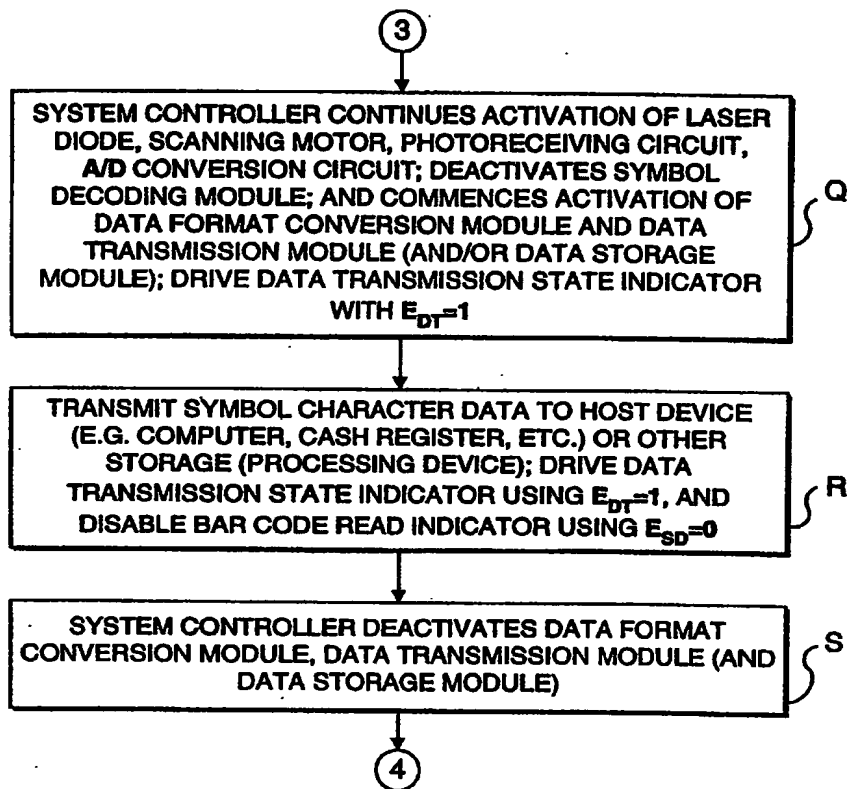 3
SYSTEM CONTROLLER CONTINUES ACTIVATION OF LASER
DIODE, SCANNING MOTOR, PHOTORECEIVING CIRCUIT,
A/D CONVERSION CIRCUIT; DEACTIVATES SYMBOL
DECODING MODULE; AND COMMENCES ACTIVATION OF
DATA FORMAT CONVERSION MODULE AND DATA
TRANSMISSION MODULE (AND/OR DATA STORAGE
MODULE); DRIVE DATA TRANSMISSION STATE INDICATOR
WITH E_DT=1
Q
TRANSMIT SYMBOL CHARACTER DATA TO HOST DEVICE
(E.G. COMPUTER, CASH REGISTER, ETC.) OR OTHER
STORAGE (PROCESSING DEVICE); DRIVE DATA
TRANSMISSION STATE INDICATOR USING E_DT=1, AND
DISABLE BAR CODE READ INDICATOR USING E_SD=0
R
SYSTEM CONTROLLER DEACTIVATES DATA FORMAT
CONVERSION MODULE, DATA TRANSMISSION MODULE (AND
DATA STORAGE MODULE)
S
4